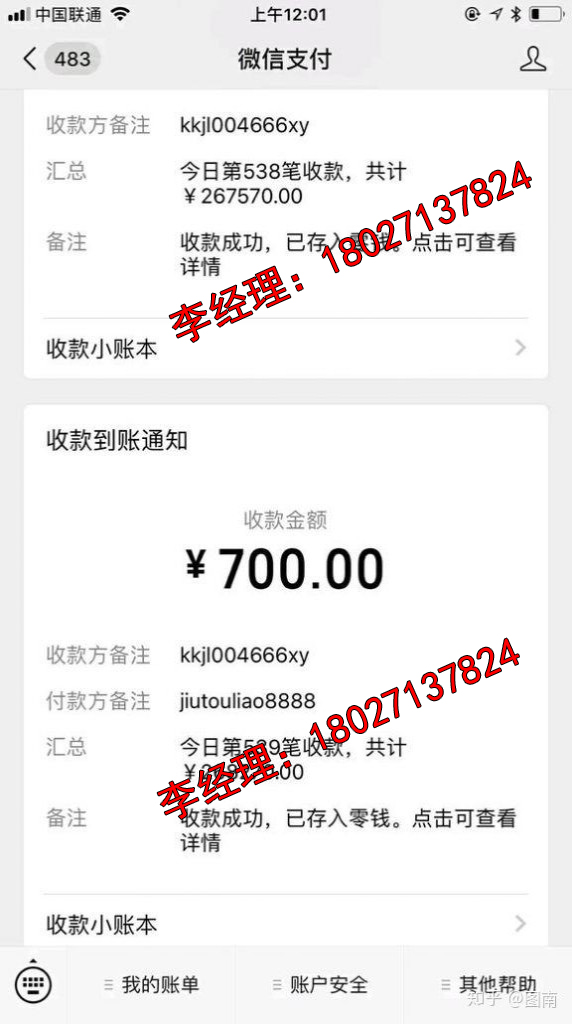 中国联通
上午12:01
483
微信支付
收款方备注 kkjl004666xy
汇总 今日第538笔收款，共计
￥267570.00
备注 收款成功，已存入零钱。点击可查看
详情
李经理：18027137824
收款小账本
收款到账通知
收款金额
￥700.00
收款方备注 kkjl004666xy
付款方备注 jiutouliao8888
汇总 今日第539笔收款，共计
.00
李经理：18027137824
备注 收款成功，已存入零钱。点击可查看
详情
收款小账本
我的账单
账户安全
其他帮助
知乎 @图南